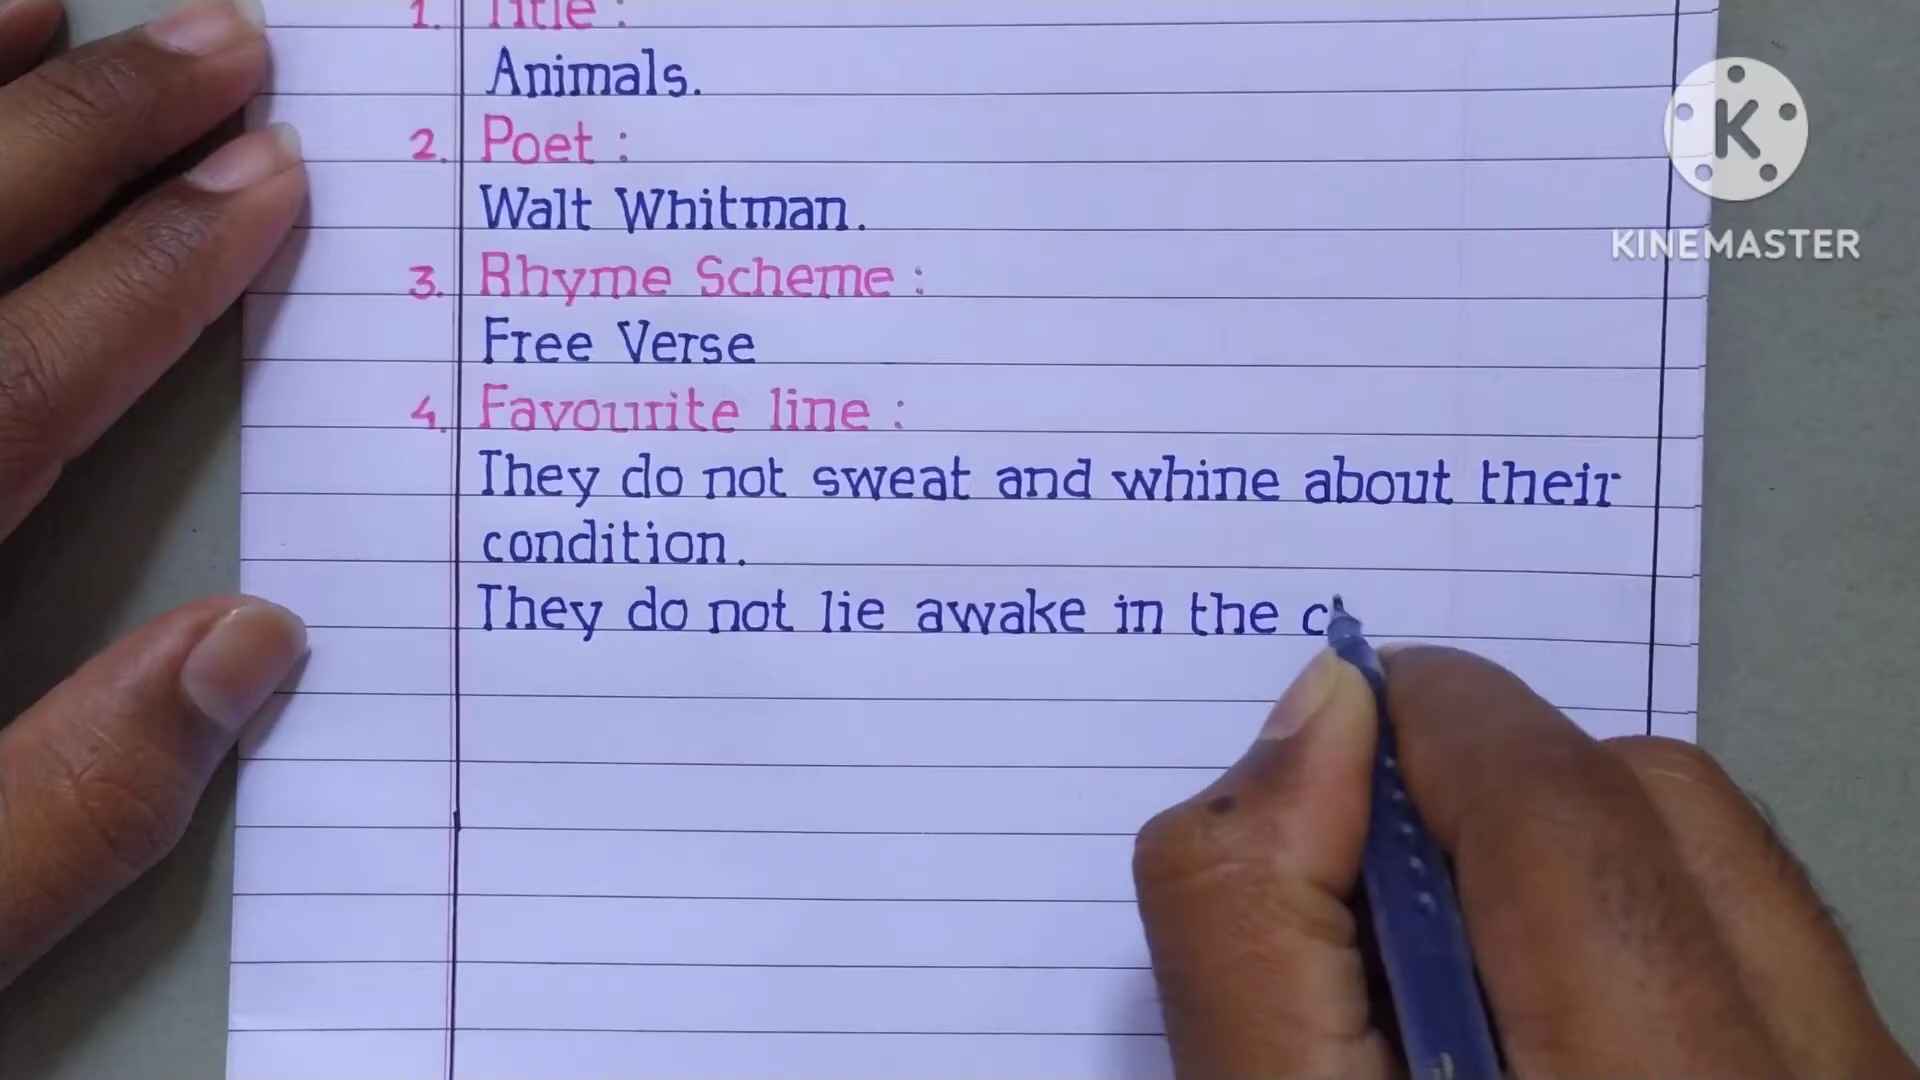 1. Title :
Animals.
2. Poet :
Walt Whitman.
3. Rhyme Scheme :
Free Verse
4. Favourite line :
They do not sweat and whine about their
condition.
They do not lie awake in the
KINEMASTER